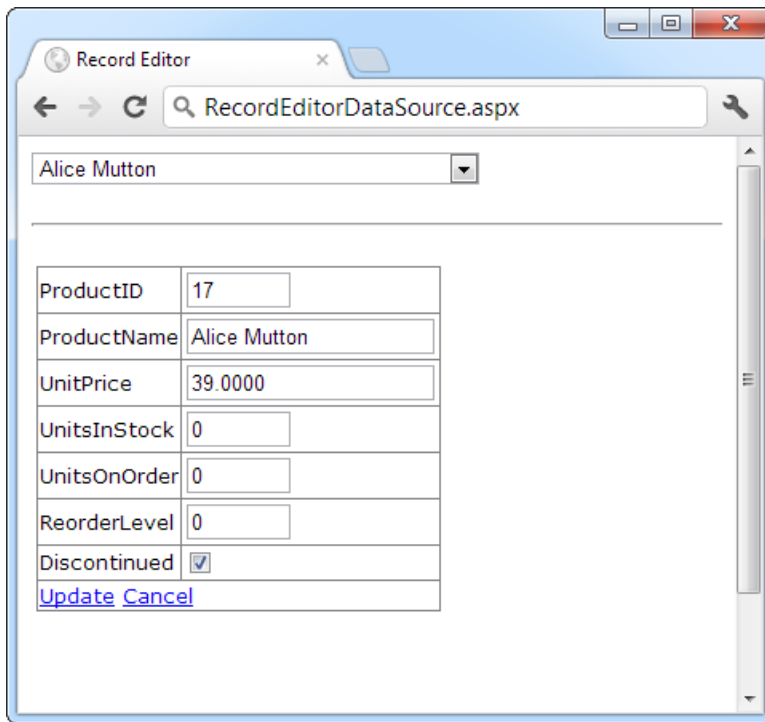 Record Editor
RecordEditorDataSource.aspx
Alice Mutton
ProductID 17
ProductName Alice Mutton
UnitPrice 39.0000
UnitsInStock 0
UnitsOnOrder 0
ReorderLevel 0
Discontinued
Update Cancel